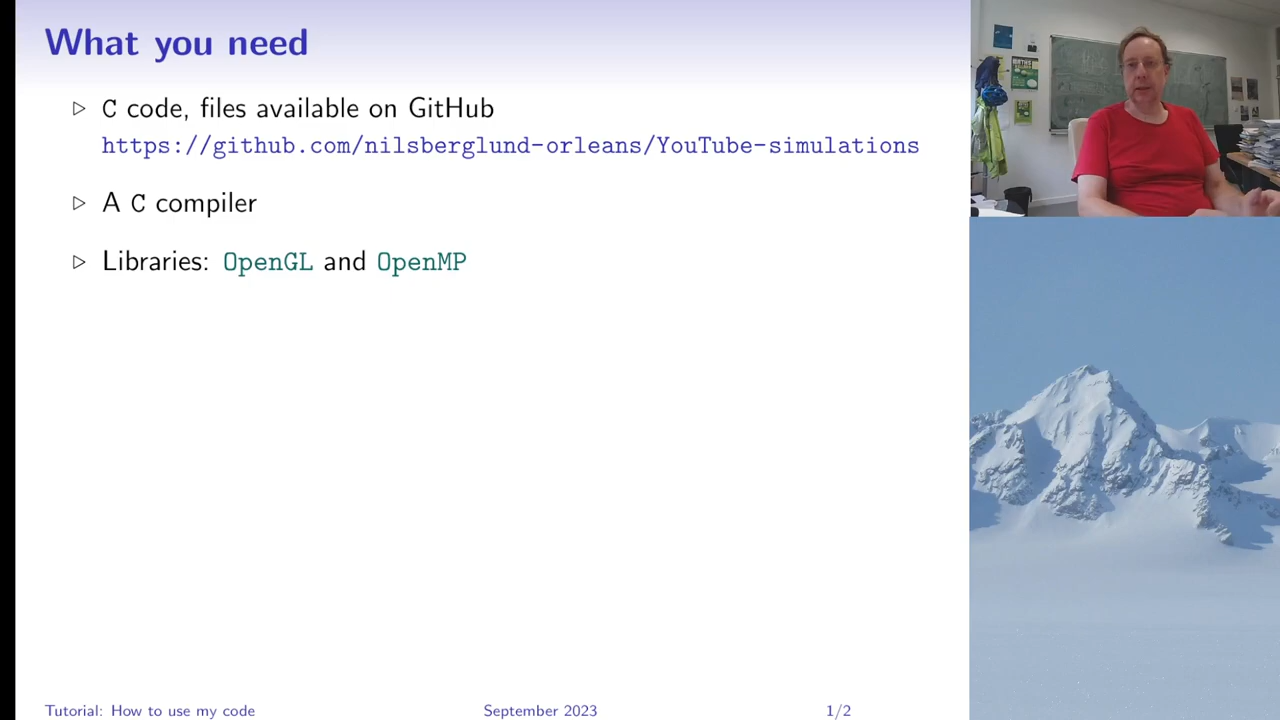 What you need
▷ C code, files available on GitHub
https://github.com/nilsberglund-orleans/YouTube-simulations
▷ A C compiler
▷ Libraries: OpenGL and OpenMP
Tutorial: How to use my code
September 2023
1/2